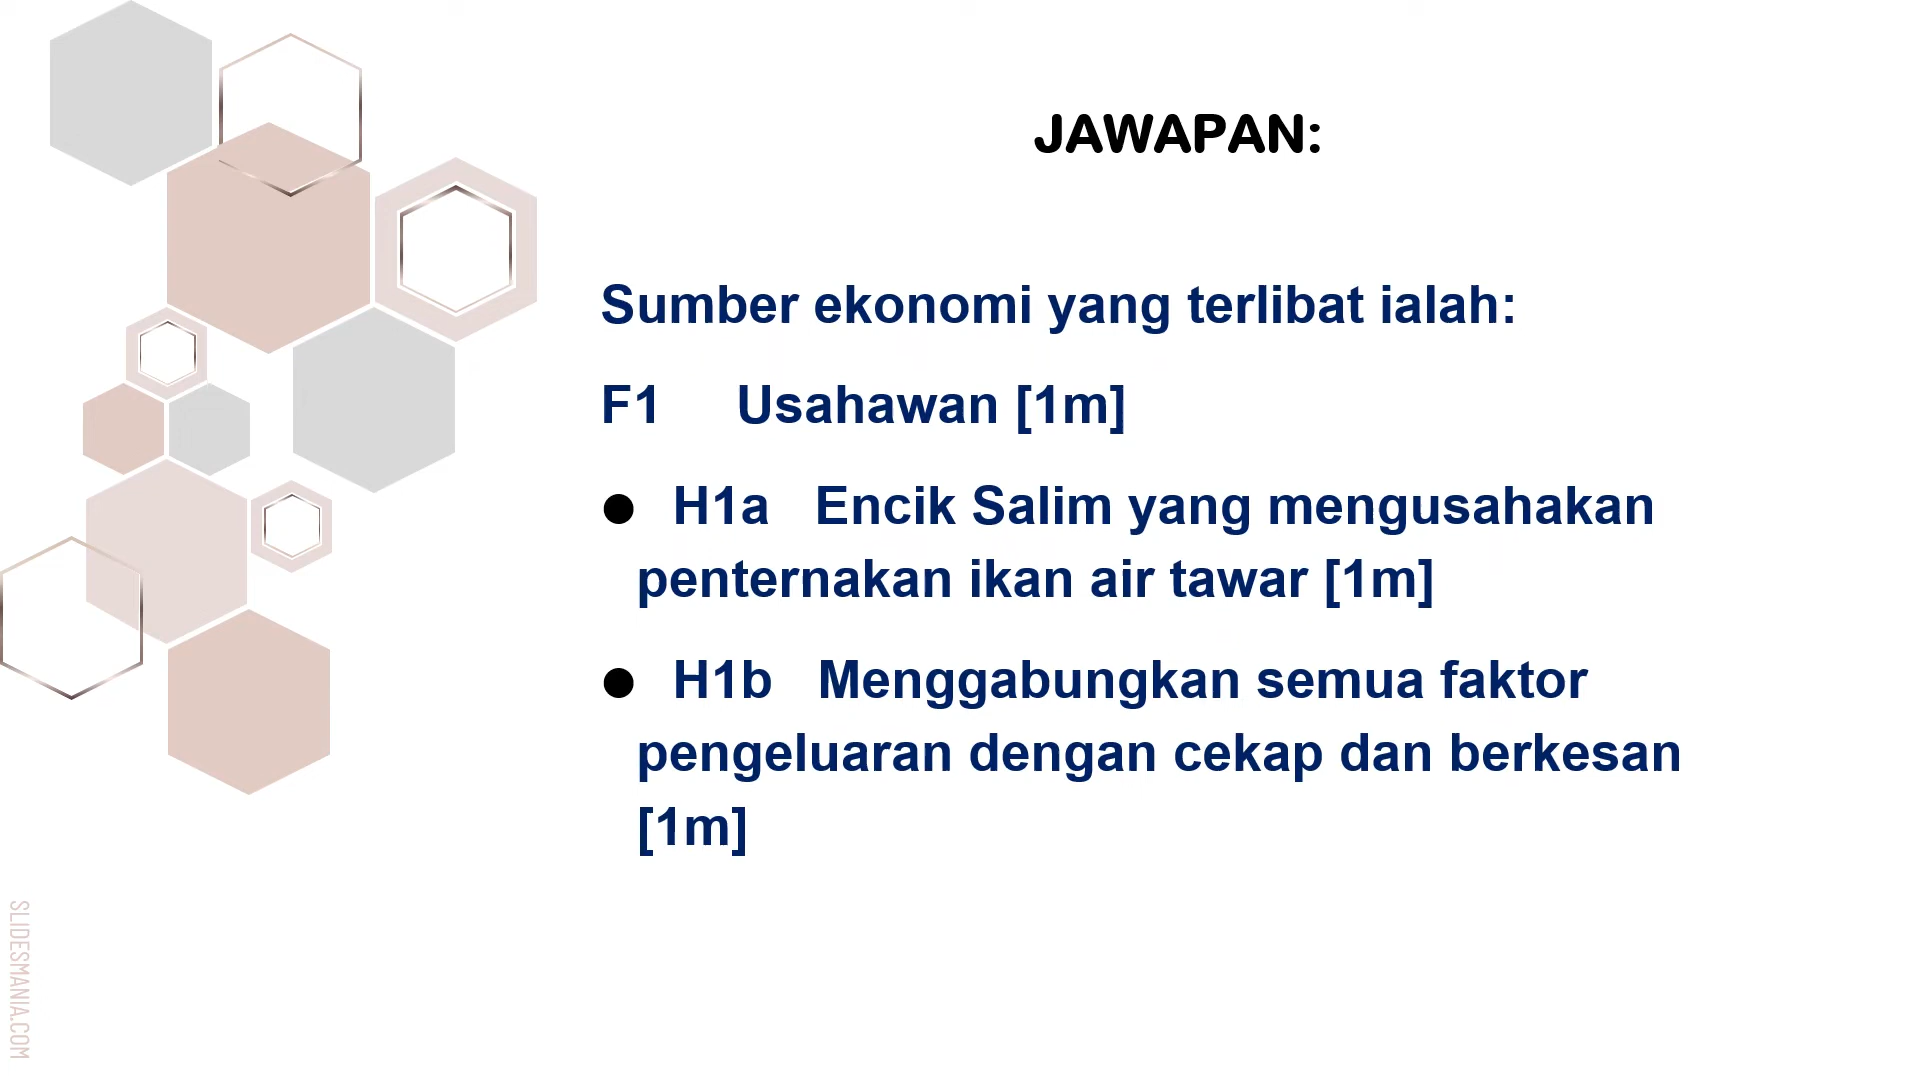 JAWAPAN:
Sumber ekonomi yang terlibat ialah:
F1 Usahawan [1m]
● H1a Encik Salim yang mengusahakan
penternakan ikan air tawar [1m]
● H1b Menggabungkan semua faktor
pengeluaran dengan cekap dan berkesan
[1m]
SLIDESMANIA.COM